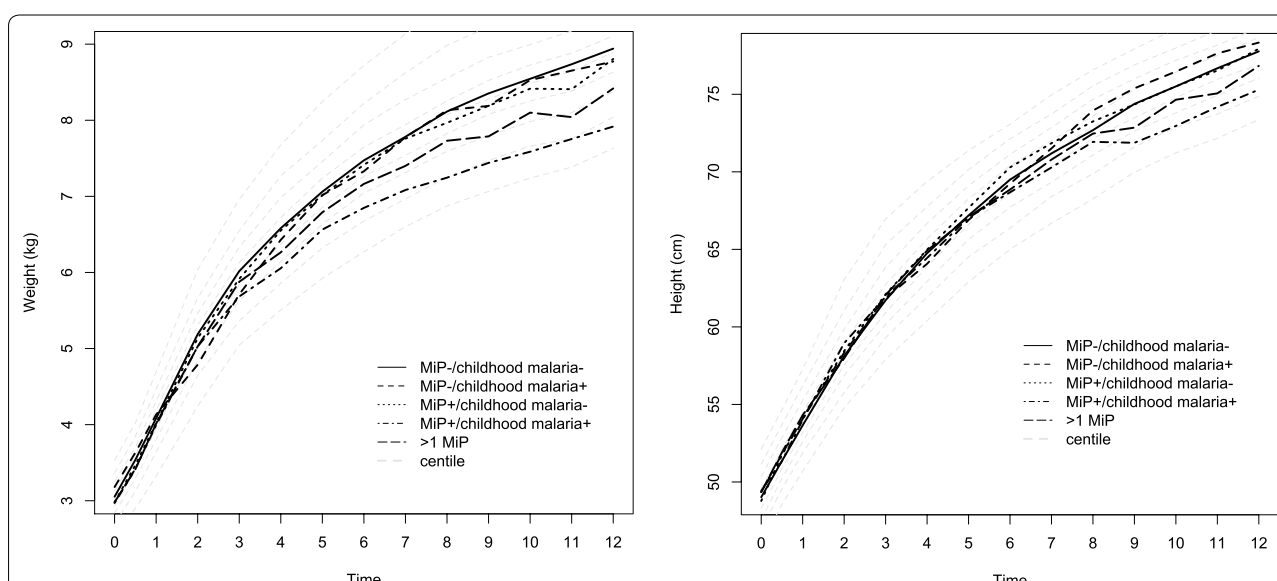 Weight (kg)
9
8
7
6
5
4
3
MiP-/childhood malaria-
MiP-/childhood malaria+
MiP+/childhood malaria-
MiP+/childhood malaria+
>1 MiP
centile
0 1 2 3 4 5 6 7 8 9 10 11 12
Time
Height (cm)
75
70
65
60
55
50
MiP-/childhood malaria-
MiP-/childhood malaria+
MiP+/childhood malaria-
MiP+/childhood malaria+
>1 MiP
centile
0 1 2 3 4 5 6 7 8 9 10 11 12
Time